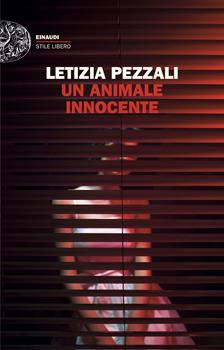 EINAUDI
STILE LIBERO
LETIZIA PEZZALI
UN ANIMALE
INNOCENTE